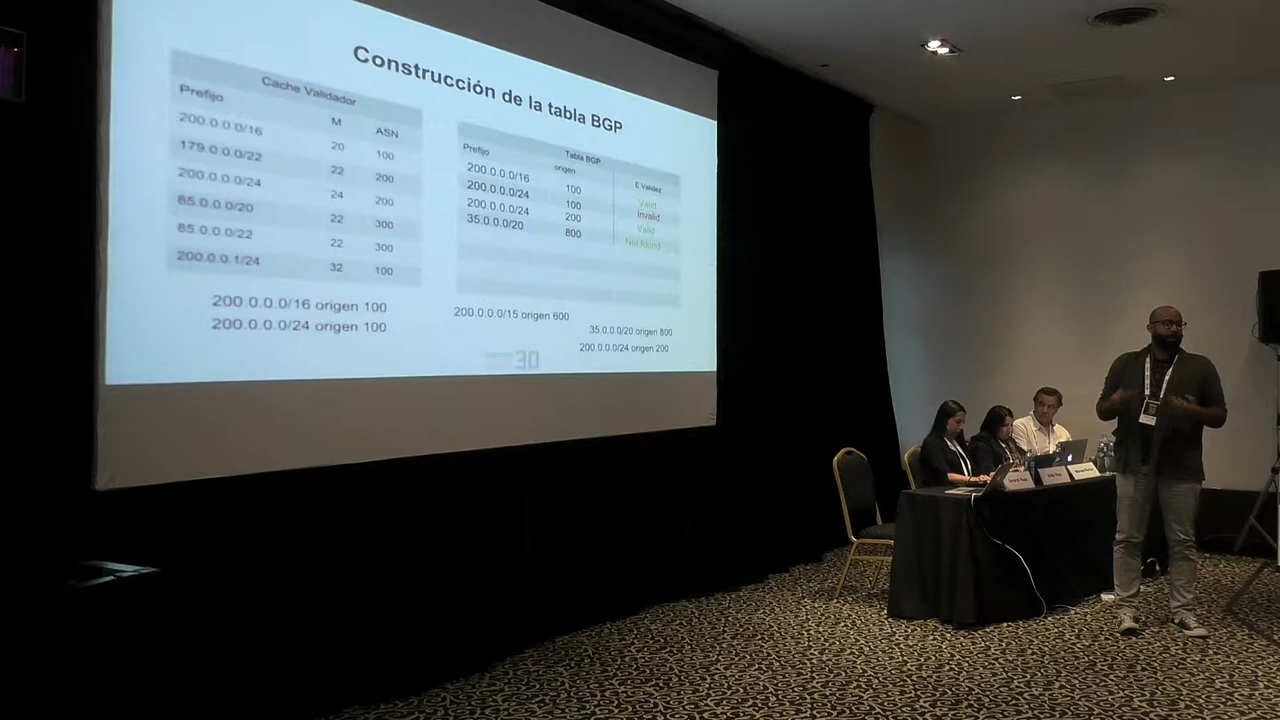 Construcción de la tabla BGP
Cache Validador
Prefijo M ASN
200.0.0.0/16 20 100
179.0.0.0/22 22 200
200.0.0.0/24 24 200
85.0.0.0/20 22 300
85.0.0.0/22 22 300
200.0.0.1/24 32 100
Tabla BGP
Prefijo origen E Validez
200.0.0.0/16 100 Valid
200.0.0.0/24 100 Invalid
200.0.0.0/24 200 Valid
35.0.0.0/20 800 Not found
200.0.0.0/16 origen 100
200.0.0.0/24 origen 100
200.0.0.0/15 origen 600
35.0.0/20 origen 800
200.0.0.0/24 origen 200
30